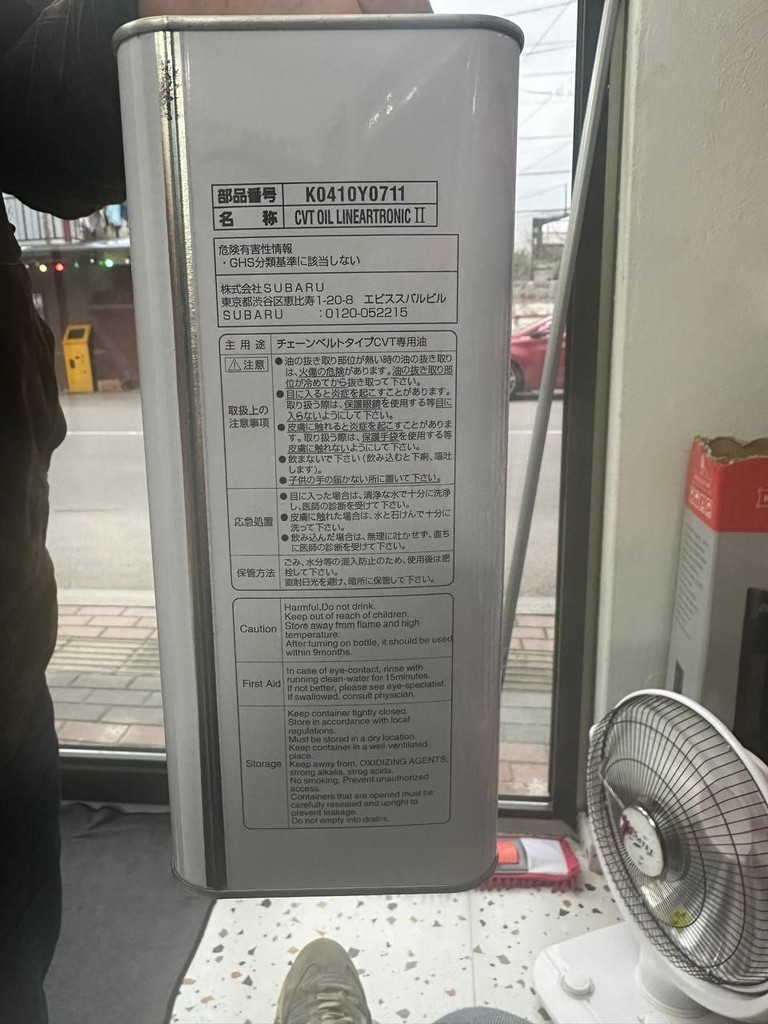 部品番号 K0410Y0711
名 称 CVT OIL LINEARTRONIC II
危険有害性情報
・GHS分類基準に該当しない
株式会社SUBARU
東京都渋谷区恵比寿1-20-8 エビススバルビル
SUBARU :0120-052215
主用途 チェーンベルトタイプCVT専用油
⚠注意
取扱上の
注意事項
●油の抜き取り部位が熱い時の油の抜き取り
は、火傷の危険があります。油の抜き取り部
位が冷めてから抜き取って下さい。
●目に入ると炎症を起こすことがあります。
取り扱う際は、保護眼鏡を使用する等目に
入らないようにして下さい。
●皮膚に触れると炎症を起こすことがありま
す。取り扱う際は、保護手袋を使用する等
皮膚に触れないようにして下さい。
●飲まないで下さい(飲み込むと下痢、嘔吐
します)。
●子供の手の届かない所に置いて下さい。
応急処置
●目に入った場合は、清浄な水で十分に洗浄
し、医師の診断を受けて下さい。
●皮膚に触れた場合は、水と石けんで十分に
洗って下さい。
●飲み込んだ場合は、無理に吐かせず、直ち
に医師の診断を受けて下さい。
保管方法
ごみ、水分等の混入防止のため、使用後は密
栓して下さい。
直射日光を避け、暗所に保管して下さい。
Caution
Harmful,Do not drink.
Keep out of reach of children.
Store away from flame and high
temperature.
After turning on bottle, it should be used
within 9months.
First Aid
In case of eye-contact, rinse with
running clean-water for 15minutes.
If not better, please see eye-specialist.
If swallowed, consult physician.
Storage
Keep container tightly closed.
Store in accordance with local
regulations.
Must be stored in a dry location.
Keep container in a well-ventilated
place.
Keep away from, OXIDIZING AGENTS,
strong alkalis, strog acids.
No smoking, Prevent unauthorized
access.
Containers that are opened must be
carefully resealed and upright to
prevent leakage.
Do not empty into drains.